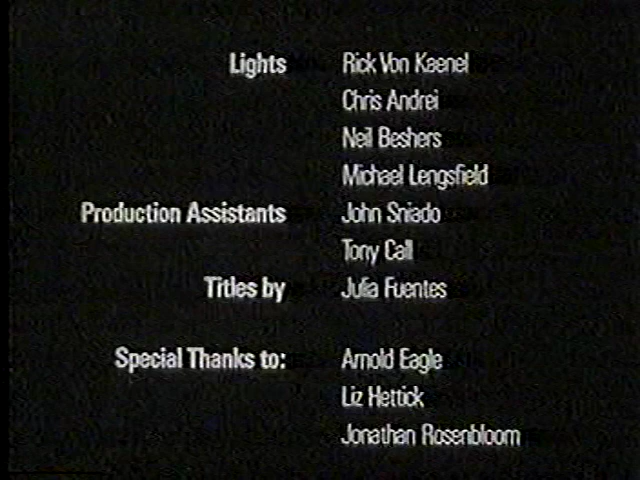 Lights Rick Von Kaenel
Chris Andrei
Neil Beshers
Michael Lengsfield
Production Assistants John Sniado
Tony Call
Titles by Julia Fuentes
Special Thanks to: Arnold Eagle
Liz Hettick
Jonathan Rosenbloom